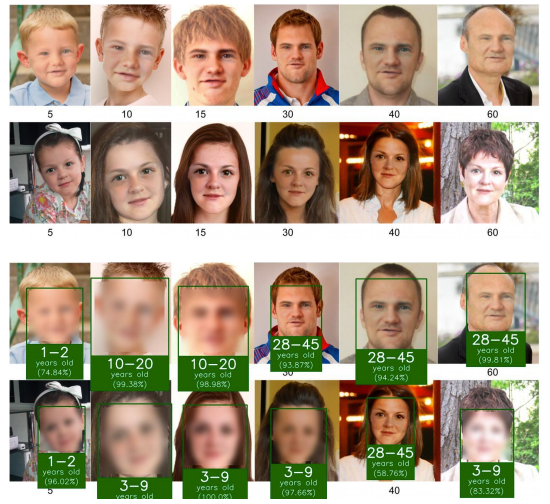 5 10 15 30 40 60
5 10 15 30 40 60
1-2 10-20 10-20 28-45 28-45 28-45
years old years old years old years old years old years old
(74.84%) (99.38%) (98.98%) (93.87%) (94.24%) (99.81%)
60
1-2 3-9 3-9 3-9 28-45 3-9
years old years old years old years old years old years old
(96.02%) (100.0%) (97.66%) (58.76%) (83.32%)
40